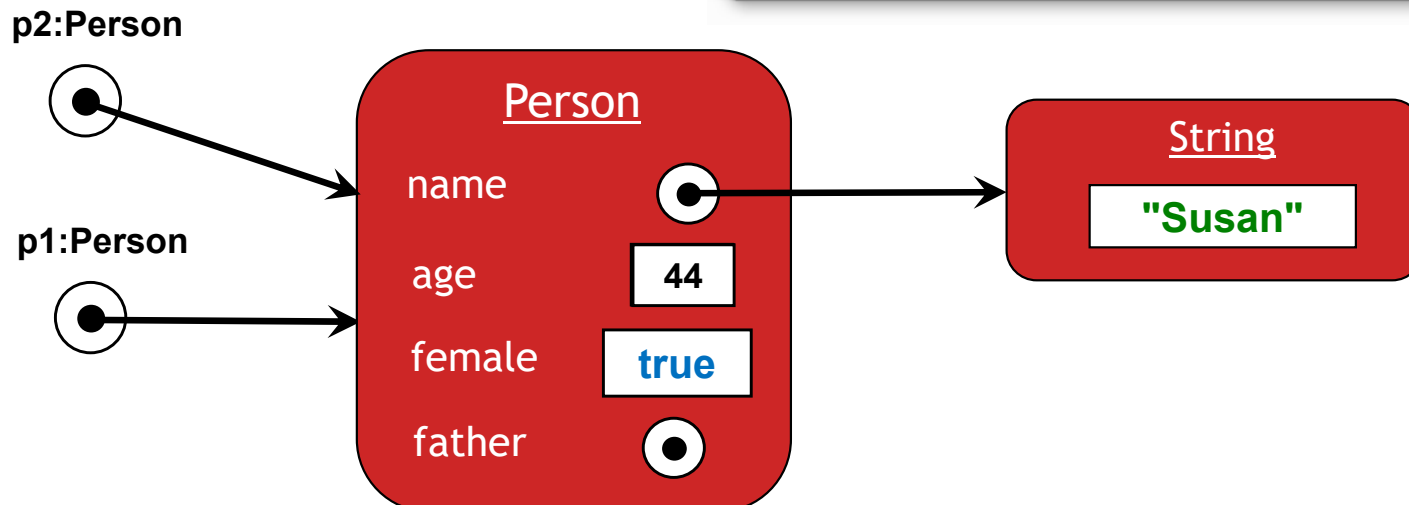 p2:Person
p1:Person
Person
name
age 44
female true
father
String
"Susan"